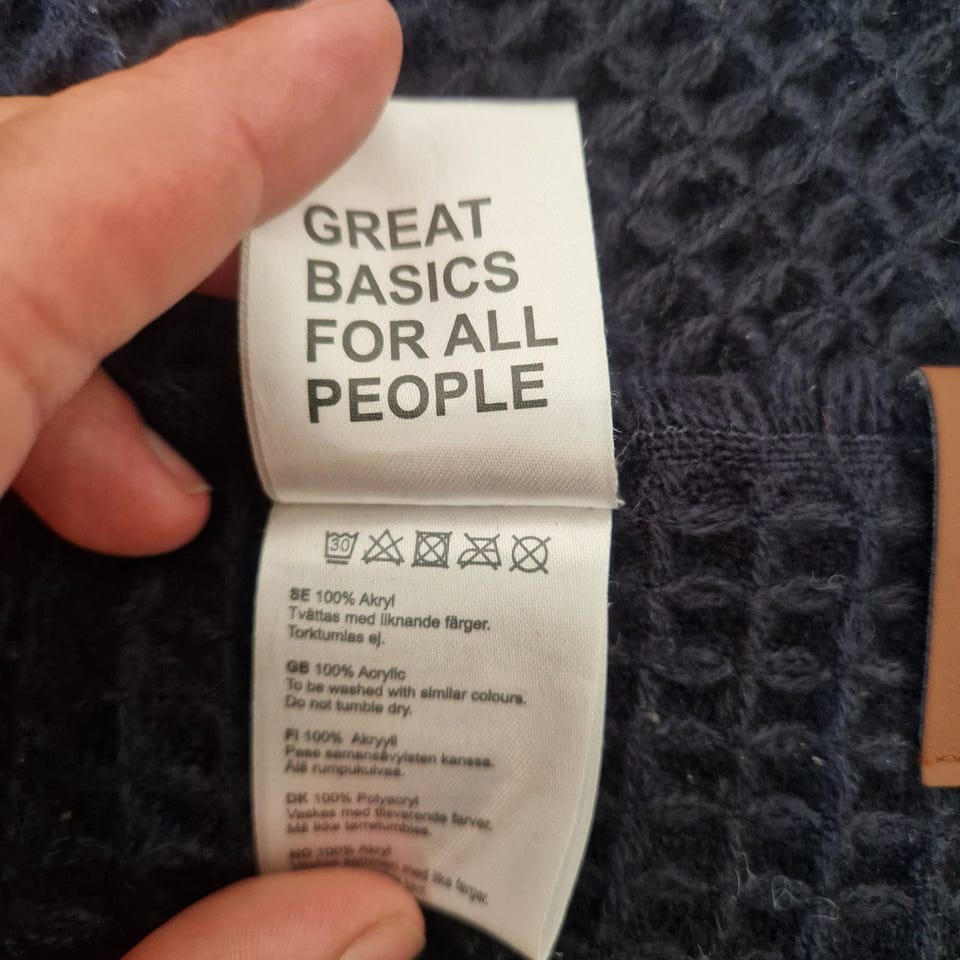 GREAT
BASICS
FOR ALL
PEOPLE
30
SE 100% Akryl
Tvättas med liknande färger.
Torktumlas ej.
GB 100% Acrylic
To be washed with similar colours.
Do not tumble dry.
FI 100% Akryyli
Pese samansävyisten kanssa.
Älä rumpukuivaa.
DK 100% Polyacryl
Vaskes med tilsvarende farver.
Må ikke tørretumbles.
NO 100% Akryl
sammen med like farger.